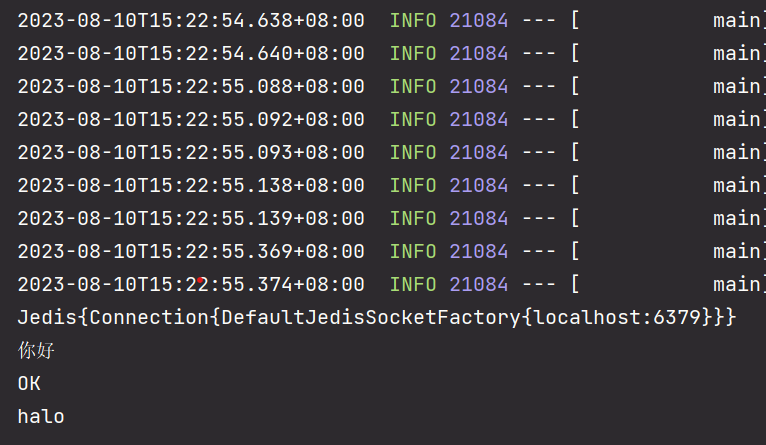 2023-08-10T15:22:54.638+08:00  INFO 21084 --- [           main]
2023-08-10T15:22:54.640+08:00  INFO 21084 --- [           main]
2023-08-10T15:22:55.088+08:00  INFO 21084 --- [           main]
2023-08-10T15:22:55.092+08:00  INFO 21084 --- [           main]
2023-08-10T15:22:55.093+08:00  INFO 21084 --- [           main]
2023-08-10T15:22:55.138+08:00  INFO 21084 --- [           main]
2023-08-10T15:22:55.139+08:00  INFO 21084 --- [           main]
2023-08-10T15:22:55.369+08:00  INFO 21084 --- [           main]
2023-08-10T15:22:55.374+08:00  INFO 21084 --- [           main]
Jedis{Connection{DefaultJedisSocketFactory{localhost:6379}}}
你好
OK
halo